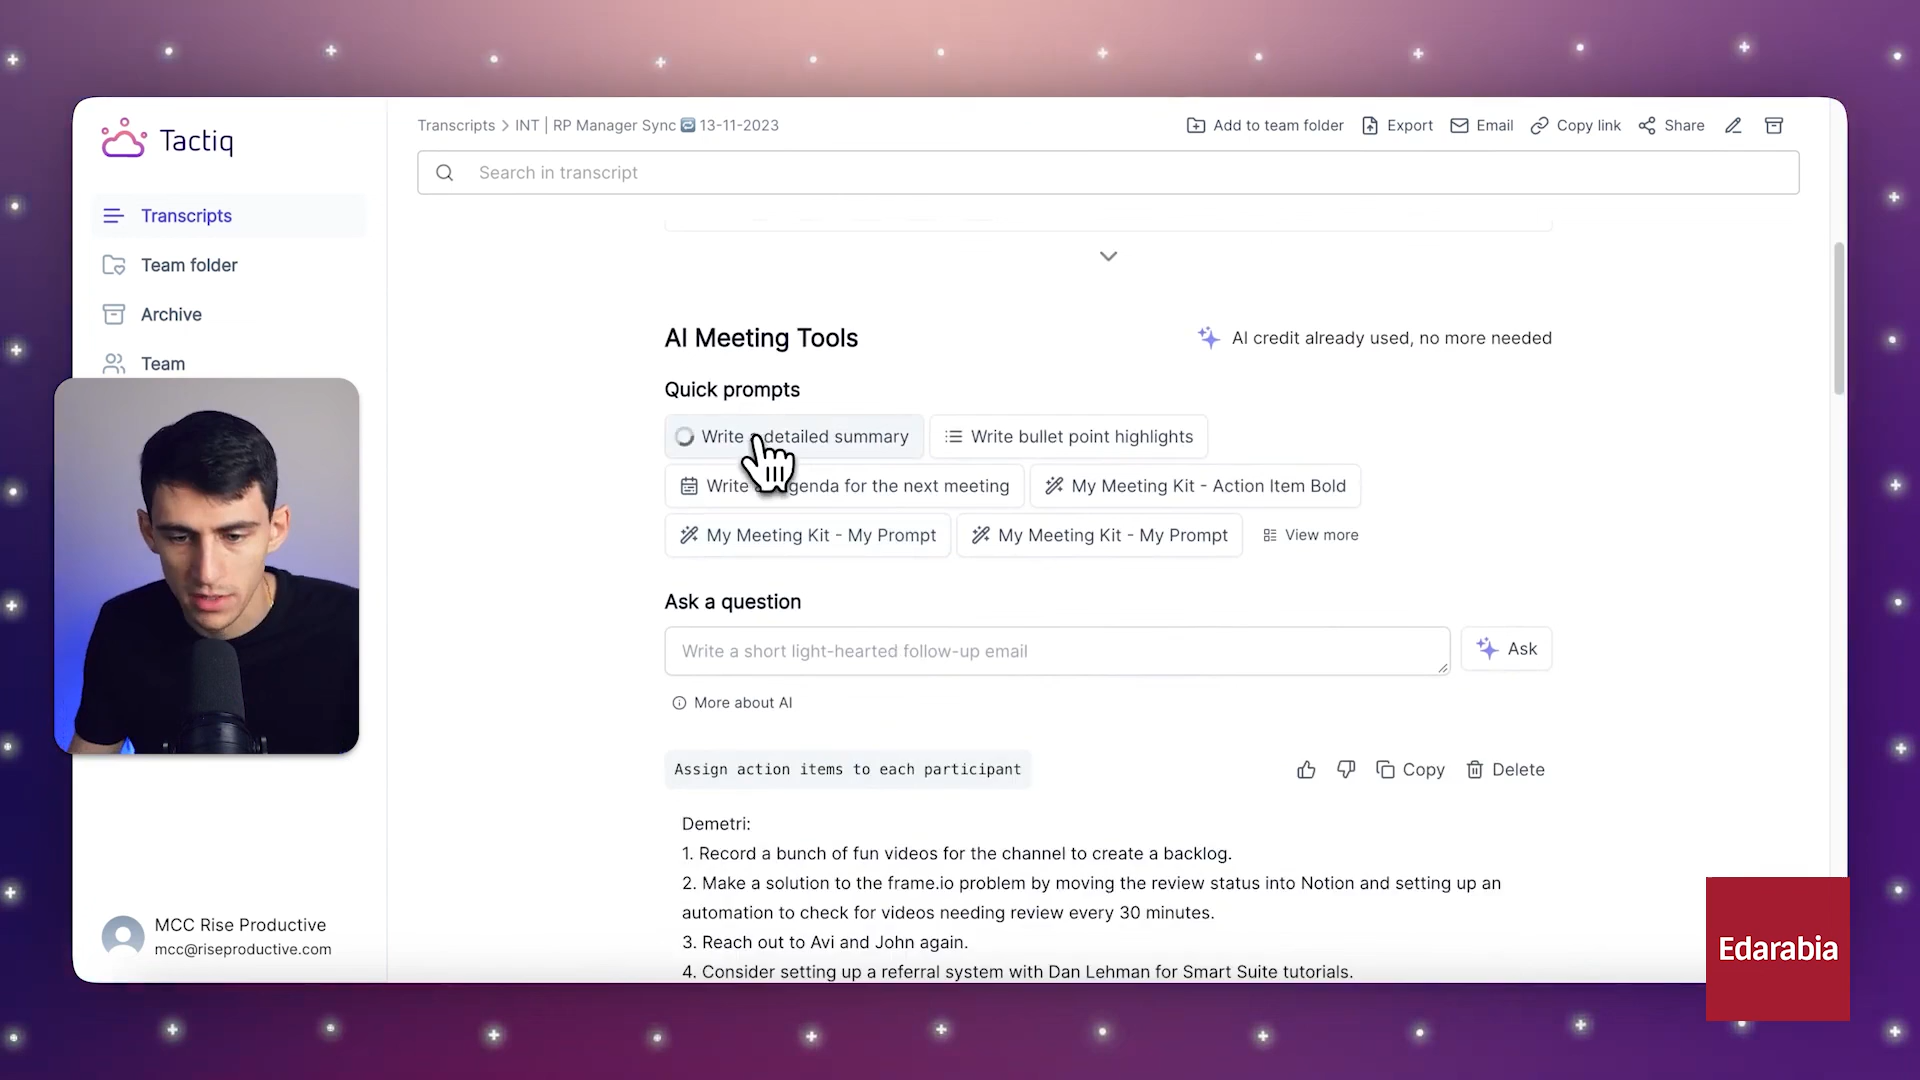 Tactiq
Transcripts
Team folder
Archive
Team
MCC Rise Productive
mcc@riseproductive.com
Transcripts > INT | RP Manager Sync 13-11-2023
Add to team folder
Export
Email
Copy link
Share
Search in transcript
AI Meeting Tools
AI credit already used, no more needed
Quick prompts
Write a detailed summary
Write bullet point highlights
Write agenda for the next meeting
My Meeting Kit - Action Item Bold
My Meeting Kit - My Prompt
My Meeting Kit - My Prompt
View more
Ask a question
Write a short light-hearted follow-up email
Ask
More about AI
Assign action items to each participant
Copy
Delete
Demetri:
1. Record a bunch of fun videos for the channel to create a backlog.
2. Make a solution to the frame.io problem by moving the review status into Notion and setting up an
automation to check for videos needing review every 30 minutes.
3. Reach out to Avi and John again.
4. Consider setting up a referral system with Dan Lehman for Smart Suite tutorials.
Edarabia